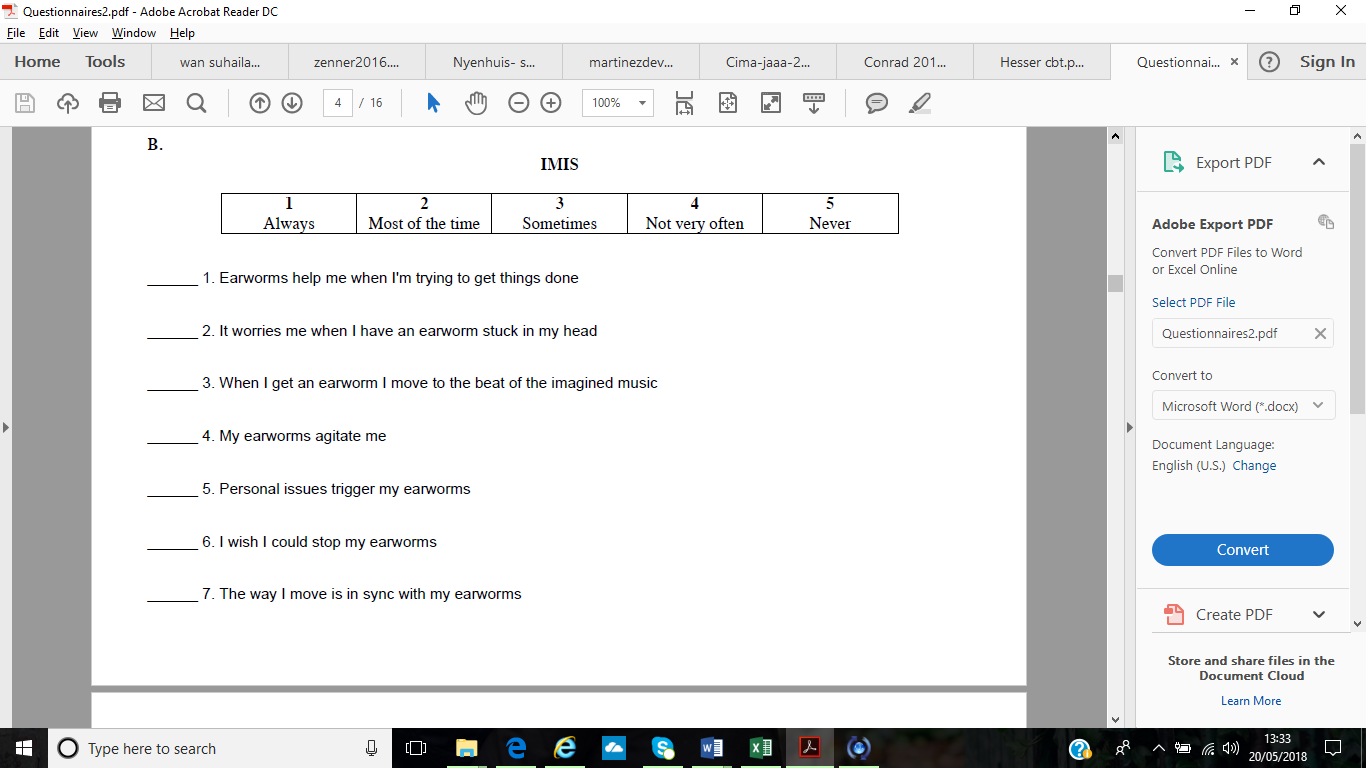 Questionnaires2.pdf - Adobe Acrobat Reader DC
File Edit View Window Help
Home Tools wan suhaila... zenner2016.... Nyenhuis- s... martinezdev... Cima-jaaa-2... Conrad 201... Hesser cbt.p... Questionnai... Sign In
4 / 16 100%
B.
IMIS
1 2 3 4 5
Always Most of the time Sometimes Not very often Never
______ 1. Earworms help me when I'm trying to get things done
______ 2. It worries me when I have an earworm stuck in my head
______ 3. When I get an earworm I move to the beat of the imagined music
______ 4. My earworms agitate me
______ 5. Personal issues trigger my earworms
______ 6. I wish I could stop my earworms
______ 7. The way I move is in sync with my earworms
Export PDF
Adobe Export PDF
Convert PDF Files to Word
or Excel Online
Select PDF File
Questionnaires2.pdf
Convert to
Microsoft Word (*.docx)
Document Language:
English (U.S.) Change
Convert
Create PDF
Store and share files in the
Document Cloud
Learn More
Type here to search
13:33
20/05/2018